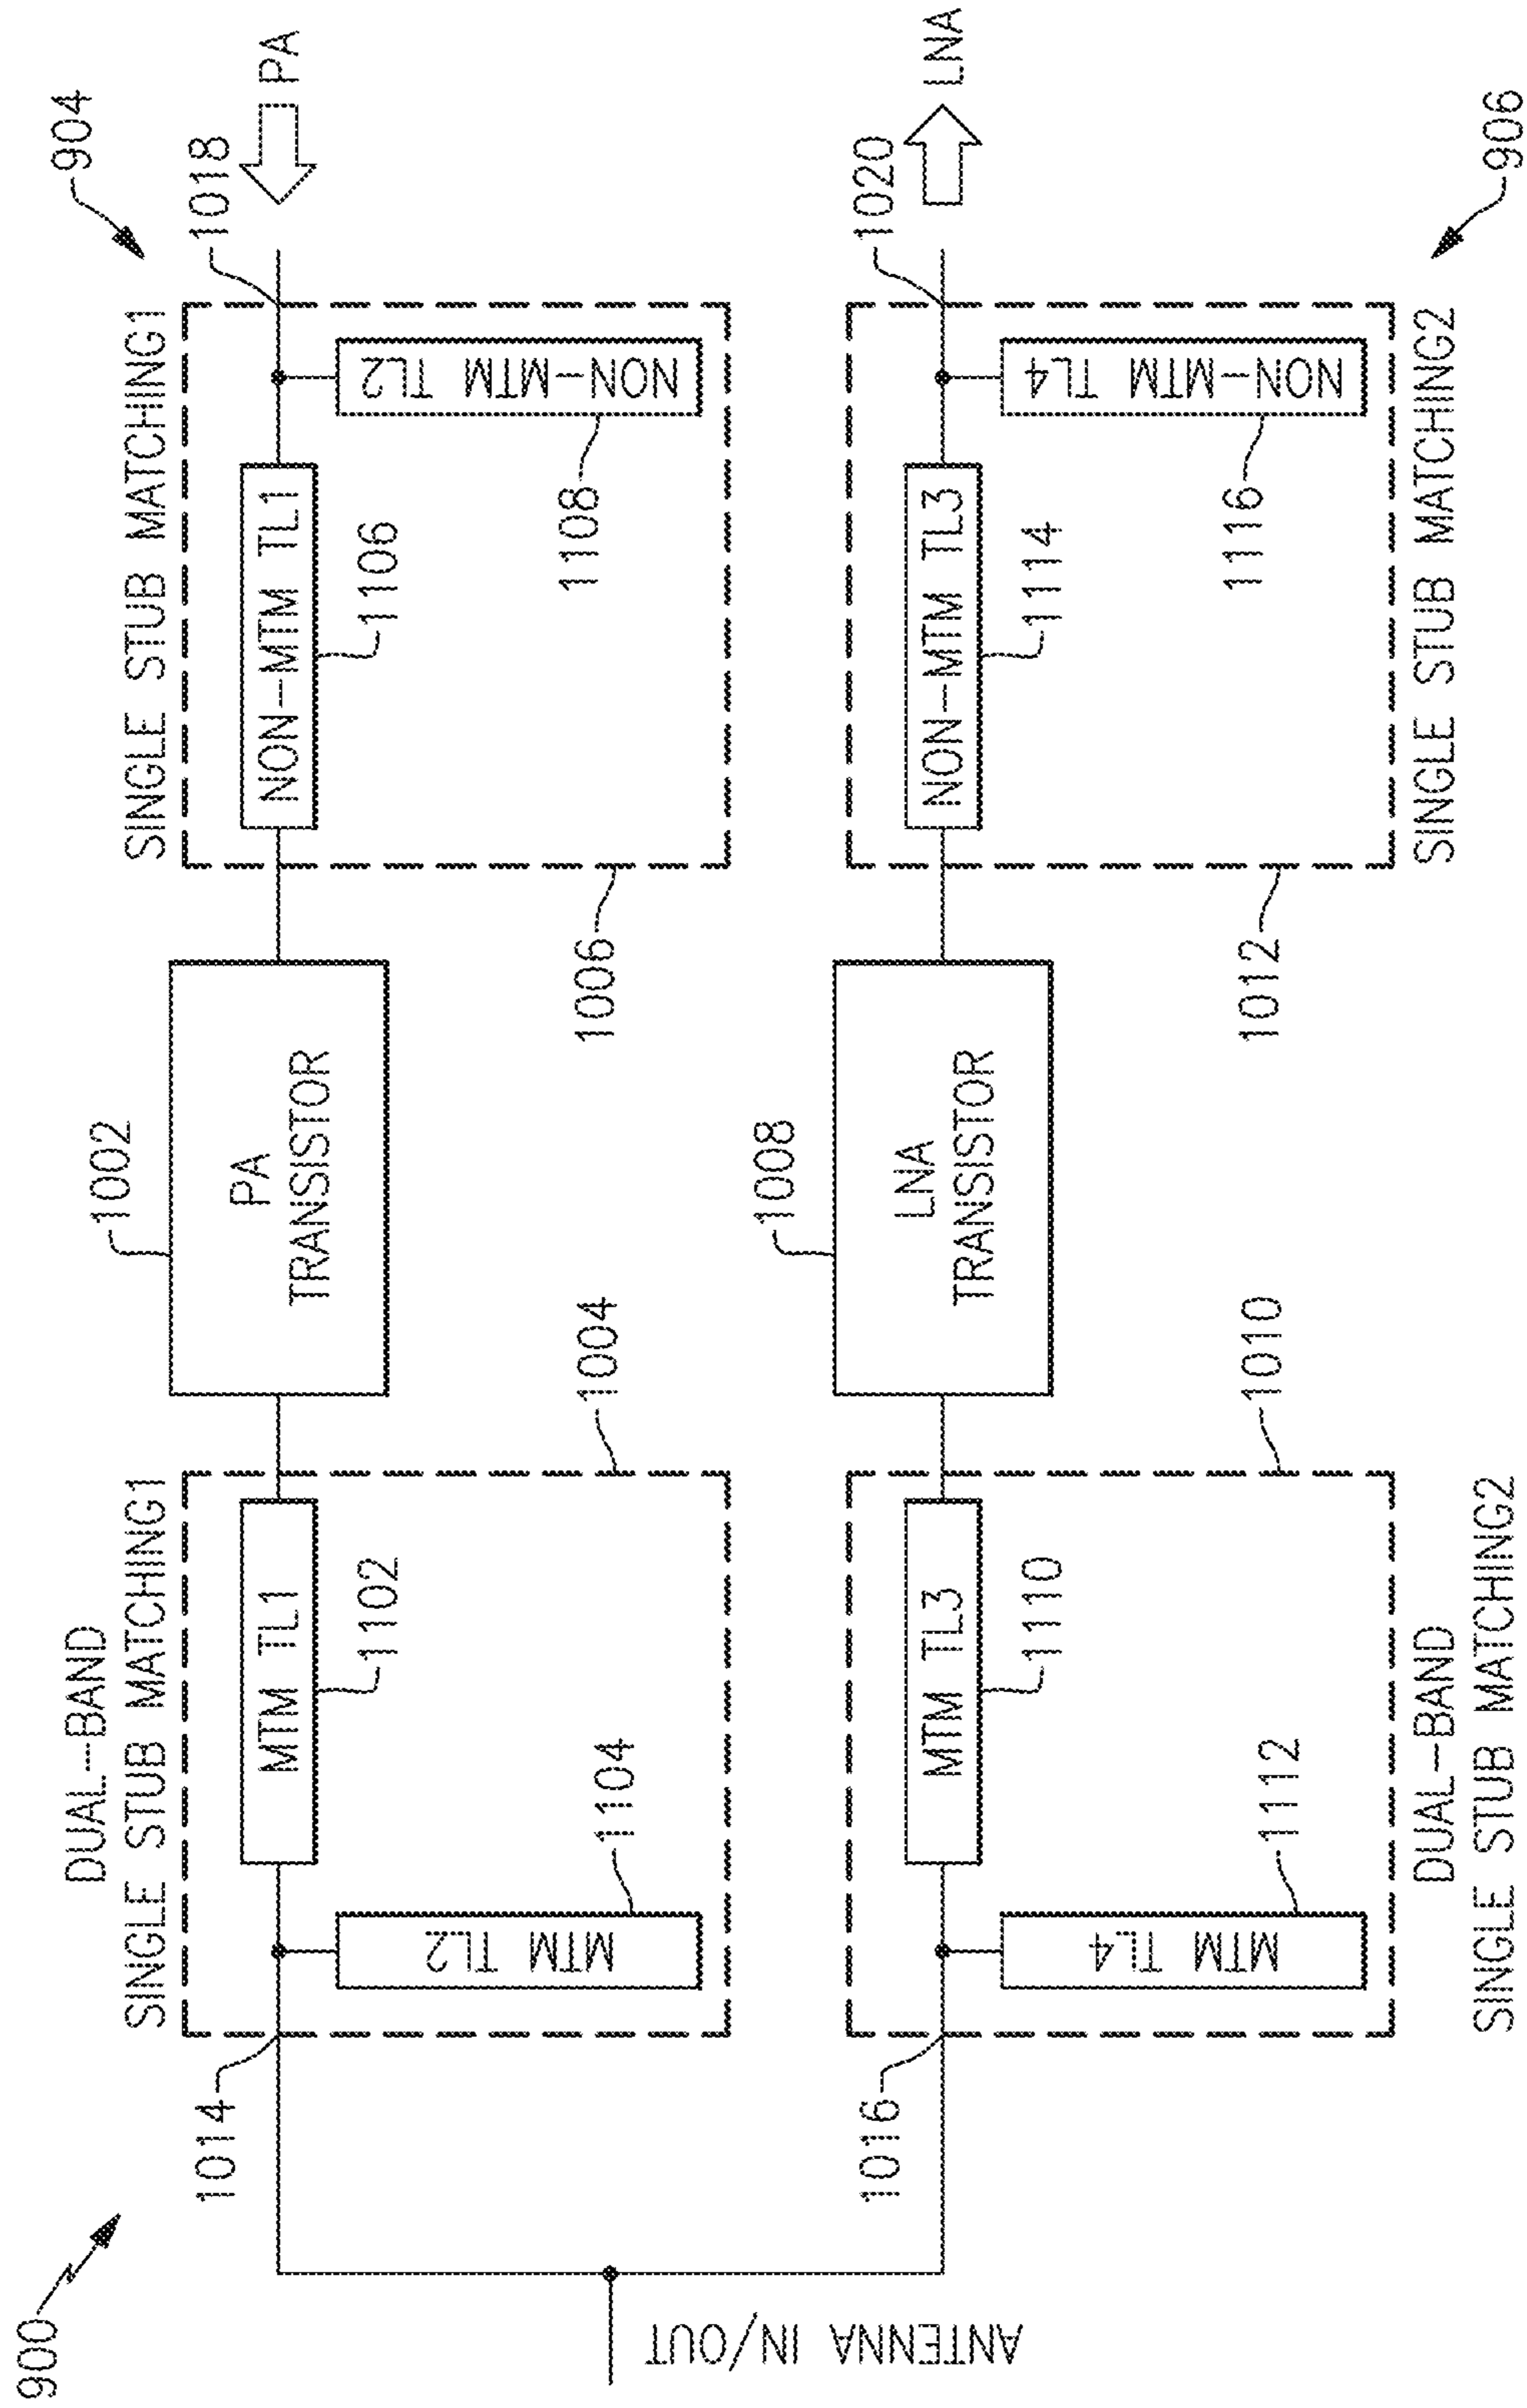 900
904
DUAL-BAND
SINGLE STUB MATCHING1
SINGLE STUB MATCHING1
1002
1014
1018
PA
MTM TL1
1102
MTM TL2
1104
1004
PA
TRANSISTOR
NON-MTM TL1
1106
NON-MTM TL2
1108
1006
ANTENNA IN/OUT
1008
1016
1020
LNA
MTM TL3
1110
MTM TL4
1112
1010
LNA
TRANSISTOR
NON-MTM TL3
1114
NON-MTM TL4
1116
1012
DUAL-BAND
SINGLE STUB MATCHING2
SINGLE STUB MATCHING2
906